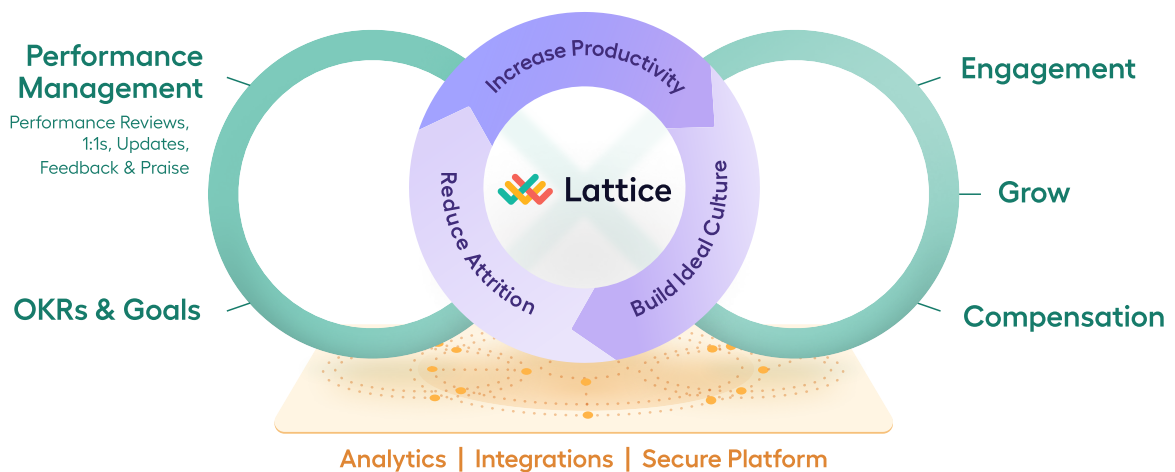 Performance
Management
Performance Reviews,
1:1s, Updates,
Feedback & Praise
OKRs & Goals
Increase Productivity
Build Ideal Culture
Reduce Attrition
Lattice
Engagement
Grow
Compensation
Analytics | Integrations | Secure Platform